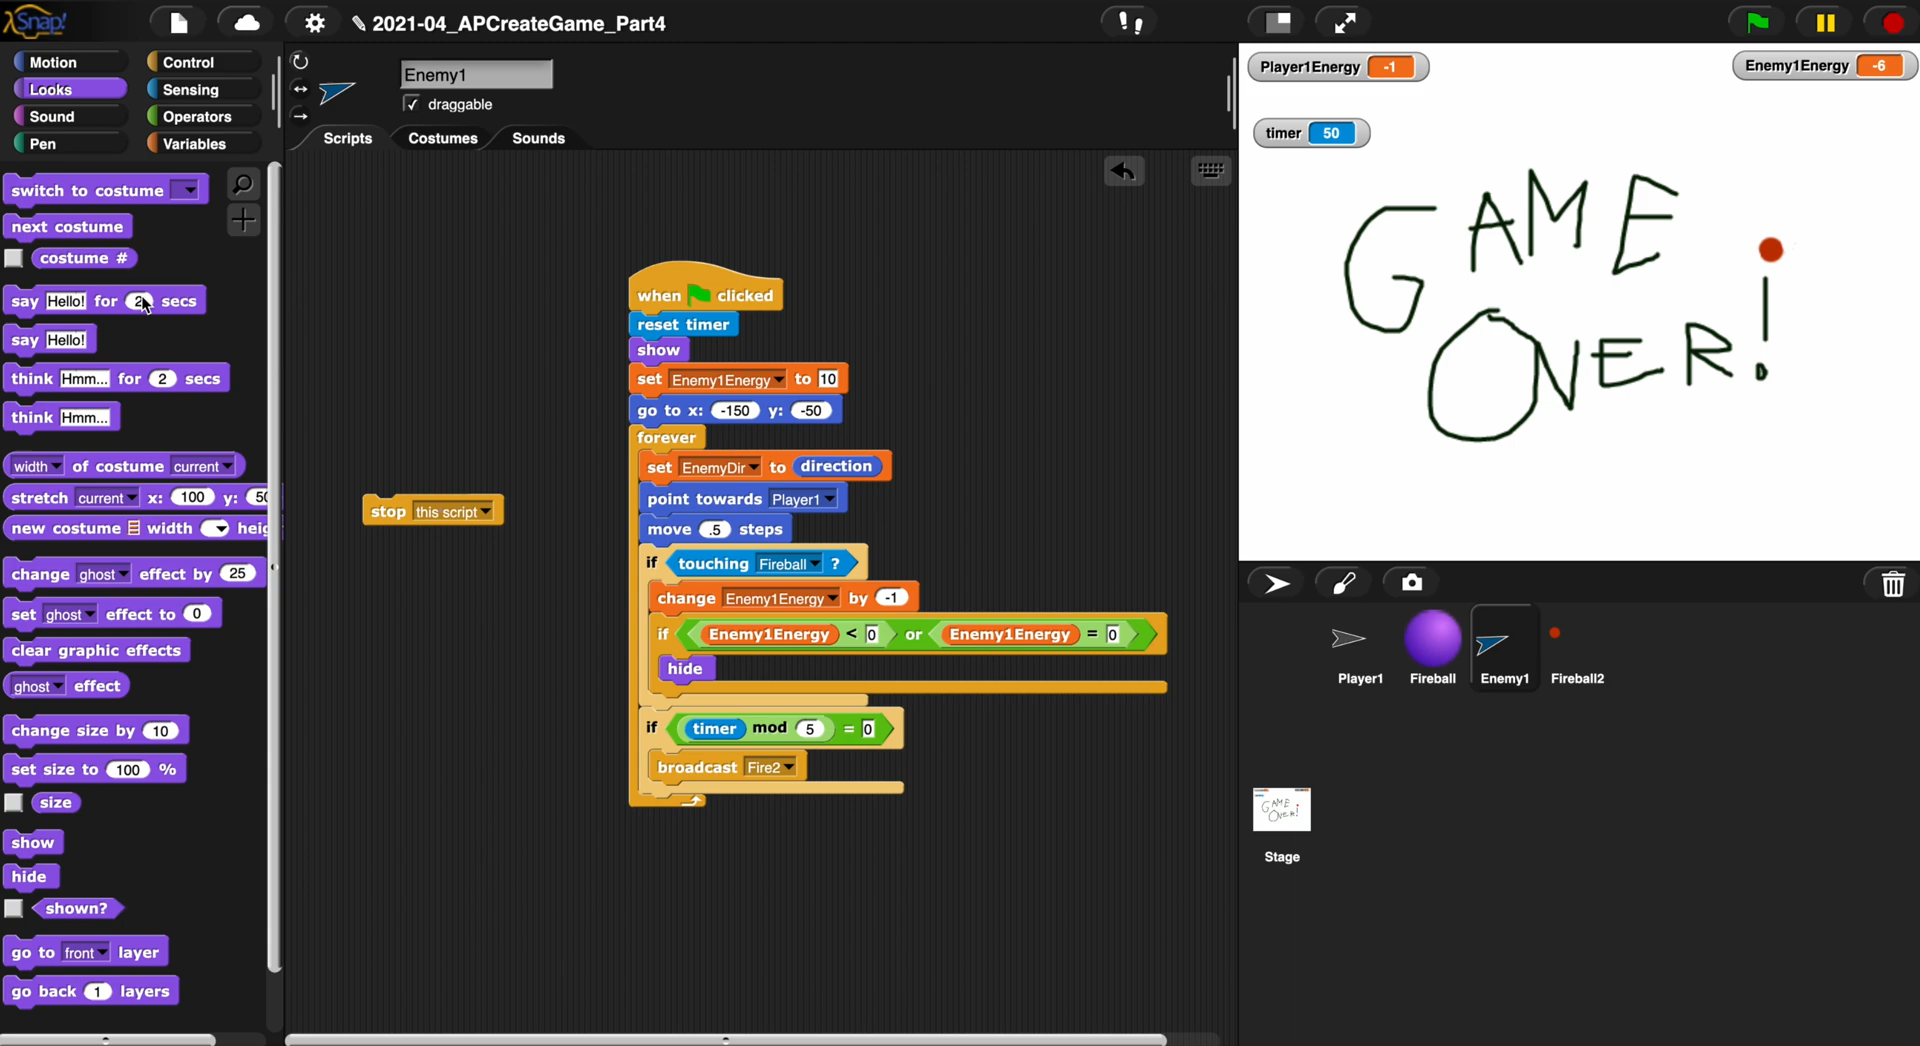 λSnap!
2021-04_APCreateGame_Part4
Motion
Control
Looks
Sensing
Sound
Operators
Pen
Variables
switch to costume
next costume
costume #
say Hello! for 2 secs
say Hello!
think Hmm... for 2 secs
think Hmm...
width of costume current
stretch current x: 100 y: 50
new costume width heig
change ghost effect by 25
set ghost effect to 0
clear graphic effects
ghost effect
change size by 10
set size to 100 %
size
show
hide
shown?
go to front layer
go back 1 layers
Enemy1
draggable
Scripts
Costumes
Sounds
stop this script
when clicked
reset timer
show
set Enemy1Energy to 10
go to x: -150 y: -50
forever
set EnemyDir to direction
point towards Player1
move .5 steps
if touching Fireball ?
change Enemy1Energy by -1
if Enemy1Energy < 0 or Enemy1Energy = 0
hide
if timer mod 5 = 0
broadcast Fire2
Player1Energy -1
Enemy1Energy -6
timer 50
GAME
OVER!
Player1
Fireball
Enemy1
Fireball2
GAME
OVER!
Stage